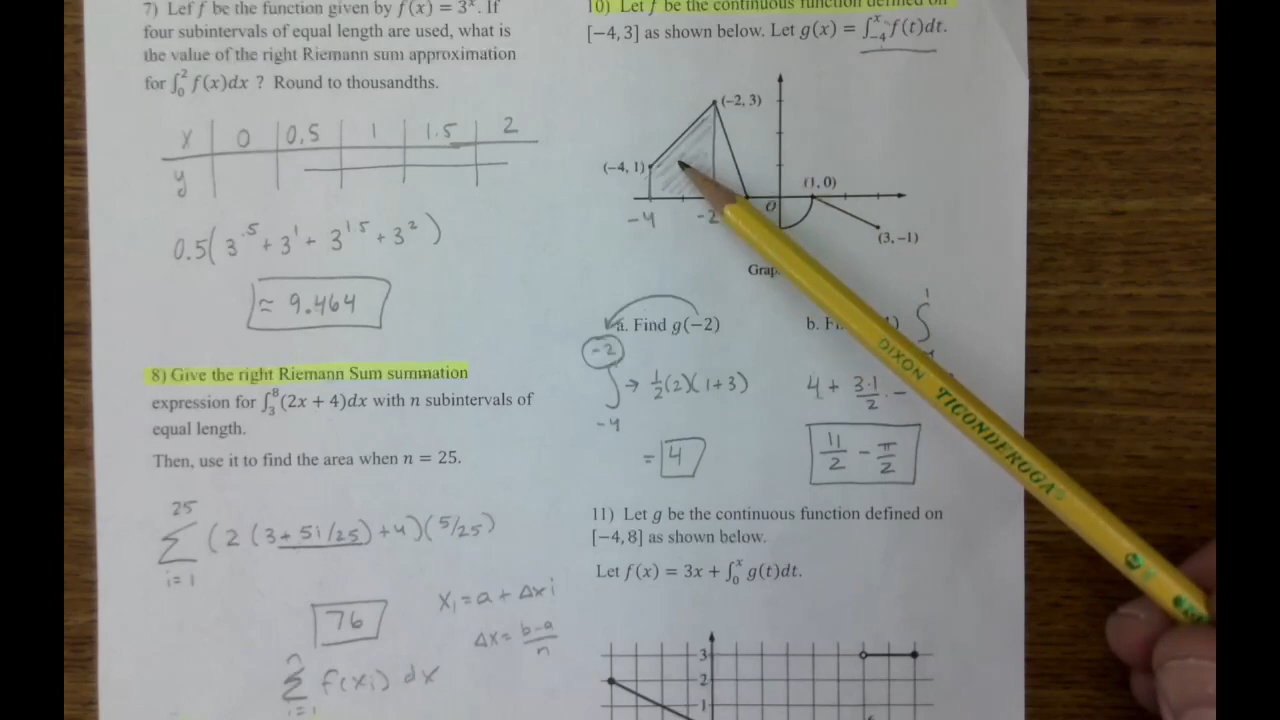 7) Lef f be the function given by f(x) = 3ˣ. If
four subintervals of equal length are used, what is
the value of the right Riemann sum approximation
for ∫₀² f(x)dx ? Round to thousandths.
x 0 0.5 1 1.5 2
y
0.5(3^.5 + 3^1 + 3^1.5 + 3^2)
≈ 9.464
8) Give the right Riemann Sum summation
expression for ∫₃⁸(2x + 4)dx with n subintervals of
equal length.
Then, use it to find the area when n = 25.
25
Σ (2(3+5i/25)+4)(5/25)
i=1
76
xᵢ = a + Δxi
Δx = b-a/n
n
Σ f(xᵢ) dx
i=1
10) Let f be the continuous function defined on
[−4, 3] as shown below. Let g(x) = ∫₋₄ˣ f(t)dt.
(−2, 3)
(−4, 1)
(1, 0)
-4 -2 O
(3, −1)
a. Find g(−2)
-2
∫ → ½(2)(1+3)
-4
= 4
b.
1
∫
4 + 3·1/2 -
11/2 - π/2
11) Let g be the continuous function defined on
[−4, 8] as shown below.
Let f(x) = 3x + ∫₀ˣ g(t)dt.
3
2
1
DIXON TICONDEROGA